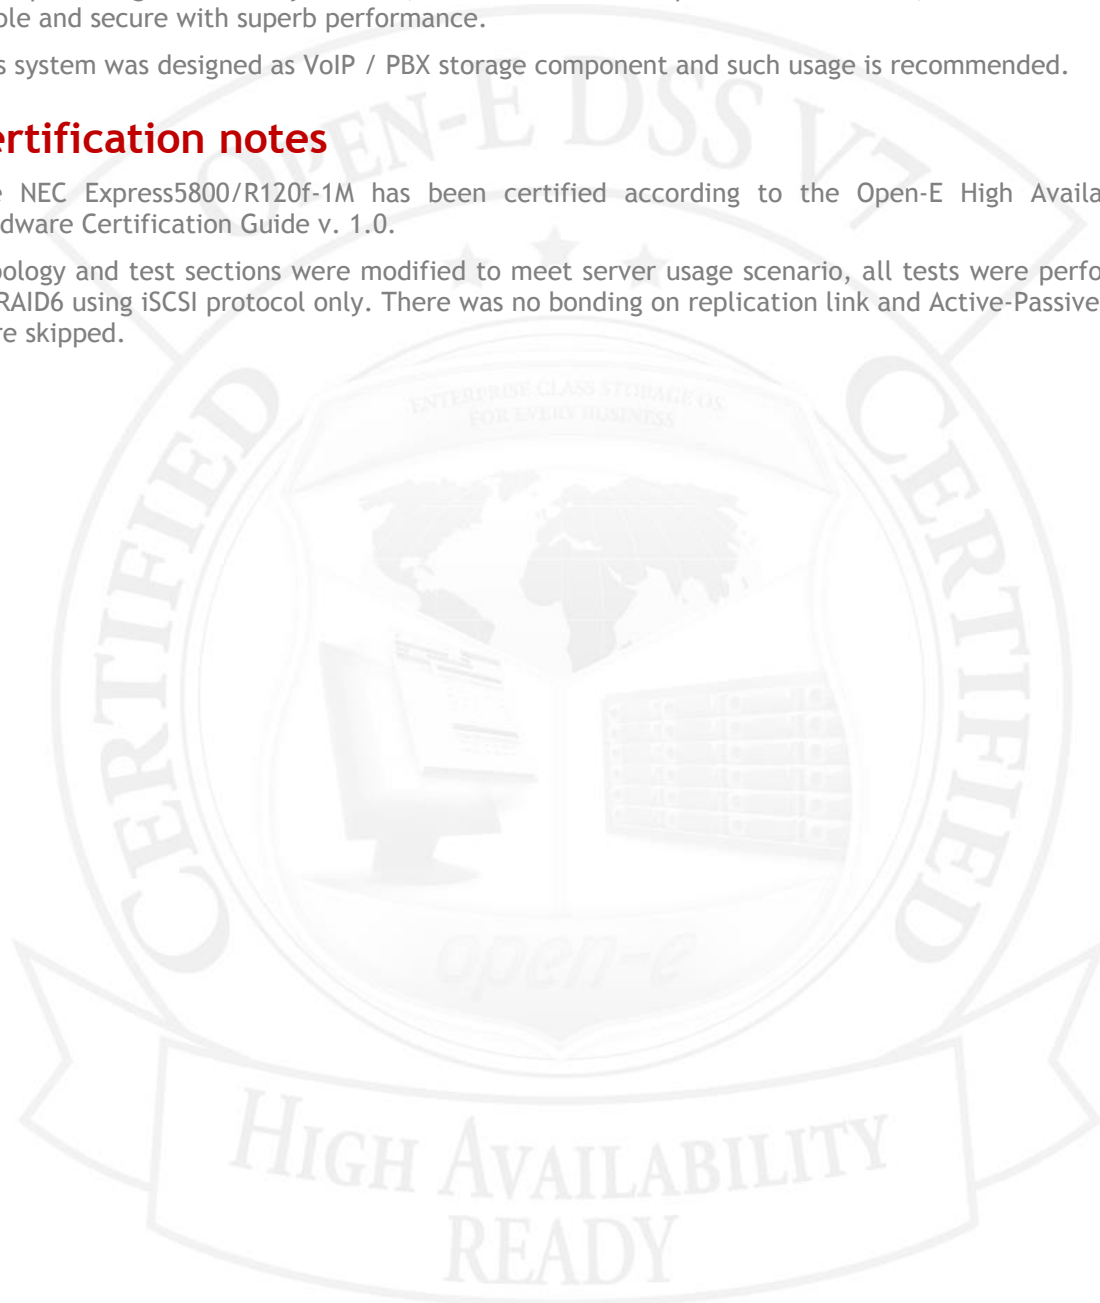 ble and secure with superb performance.
s system was designed as VoIP / PBX storage component and such usage is recommended.
ertification notes
e NEC Express5800/R120f-1M has been certified according to the Open-E High Availa
dware Certification Guide v. 1.0.
pology and test sections were modified to meet server usage scenario, all tests were perfo
RAID6 using iSCSI protocol only. There was no bonding on replication link and Active-Passive
re skipped.
OPEN-E DSS V7
ENTERPRISE CLASS STORAGE OS
FOR EVERY BUSINESS
CERTIFIED
CERTIFIED
open-e
HIGH AVAILABILITY
READY